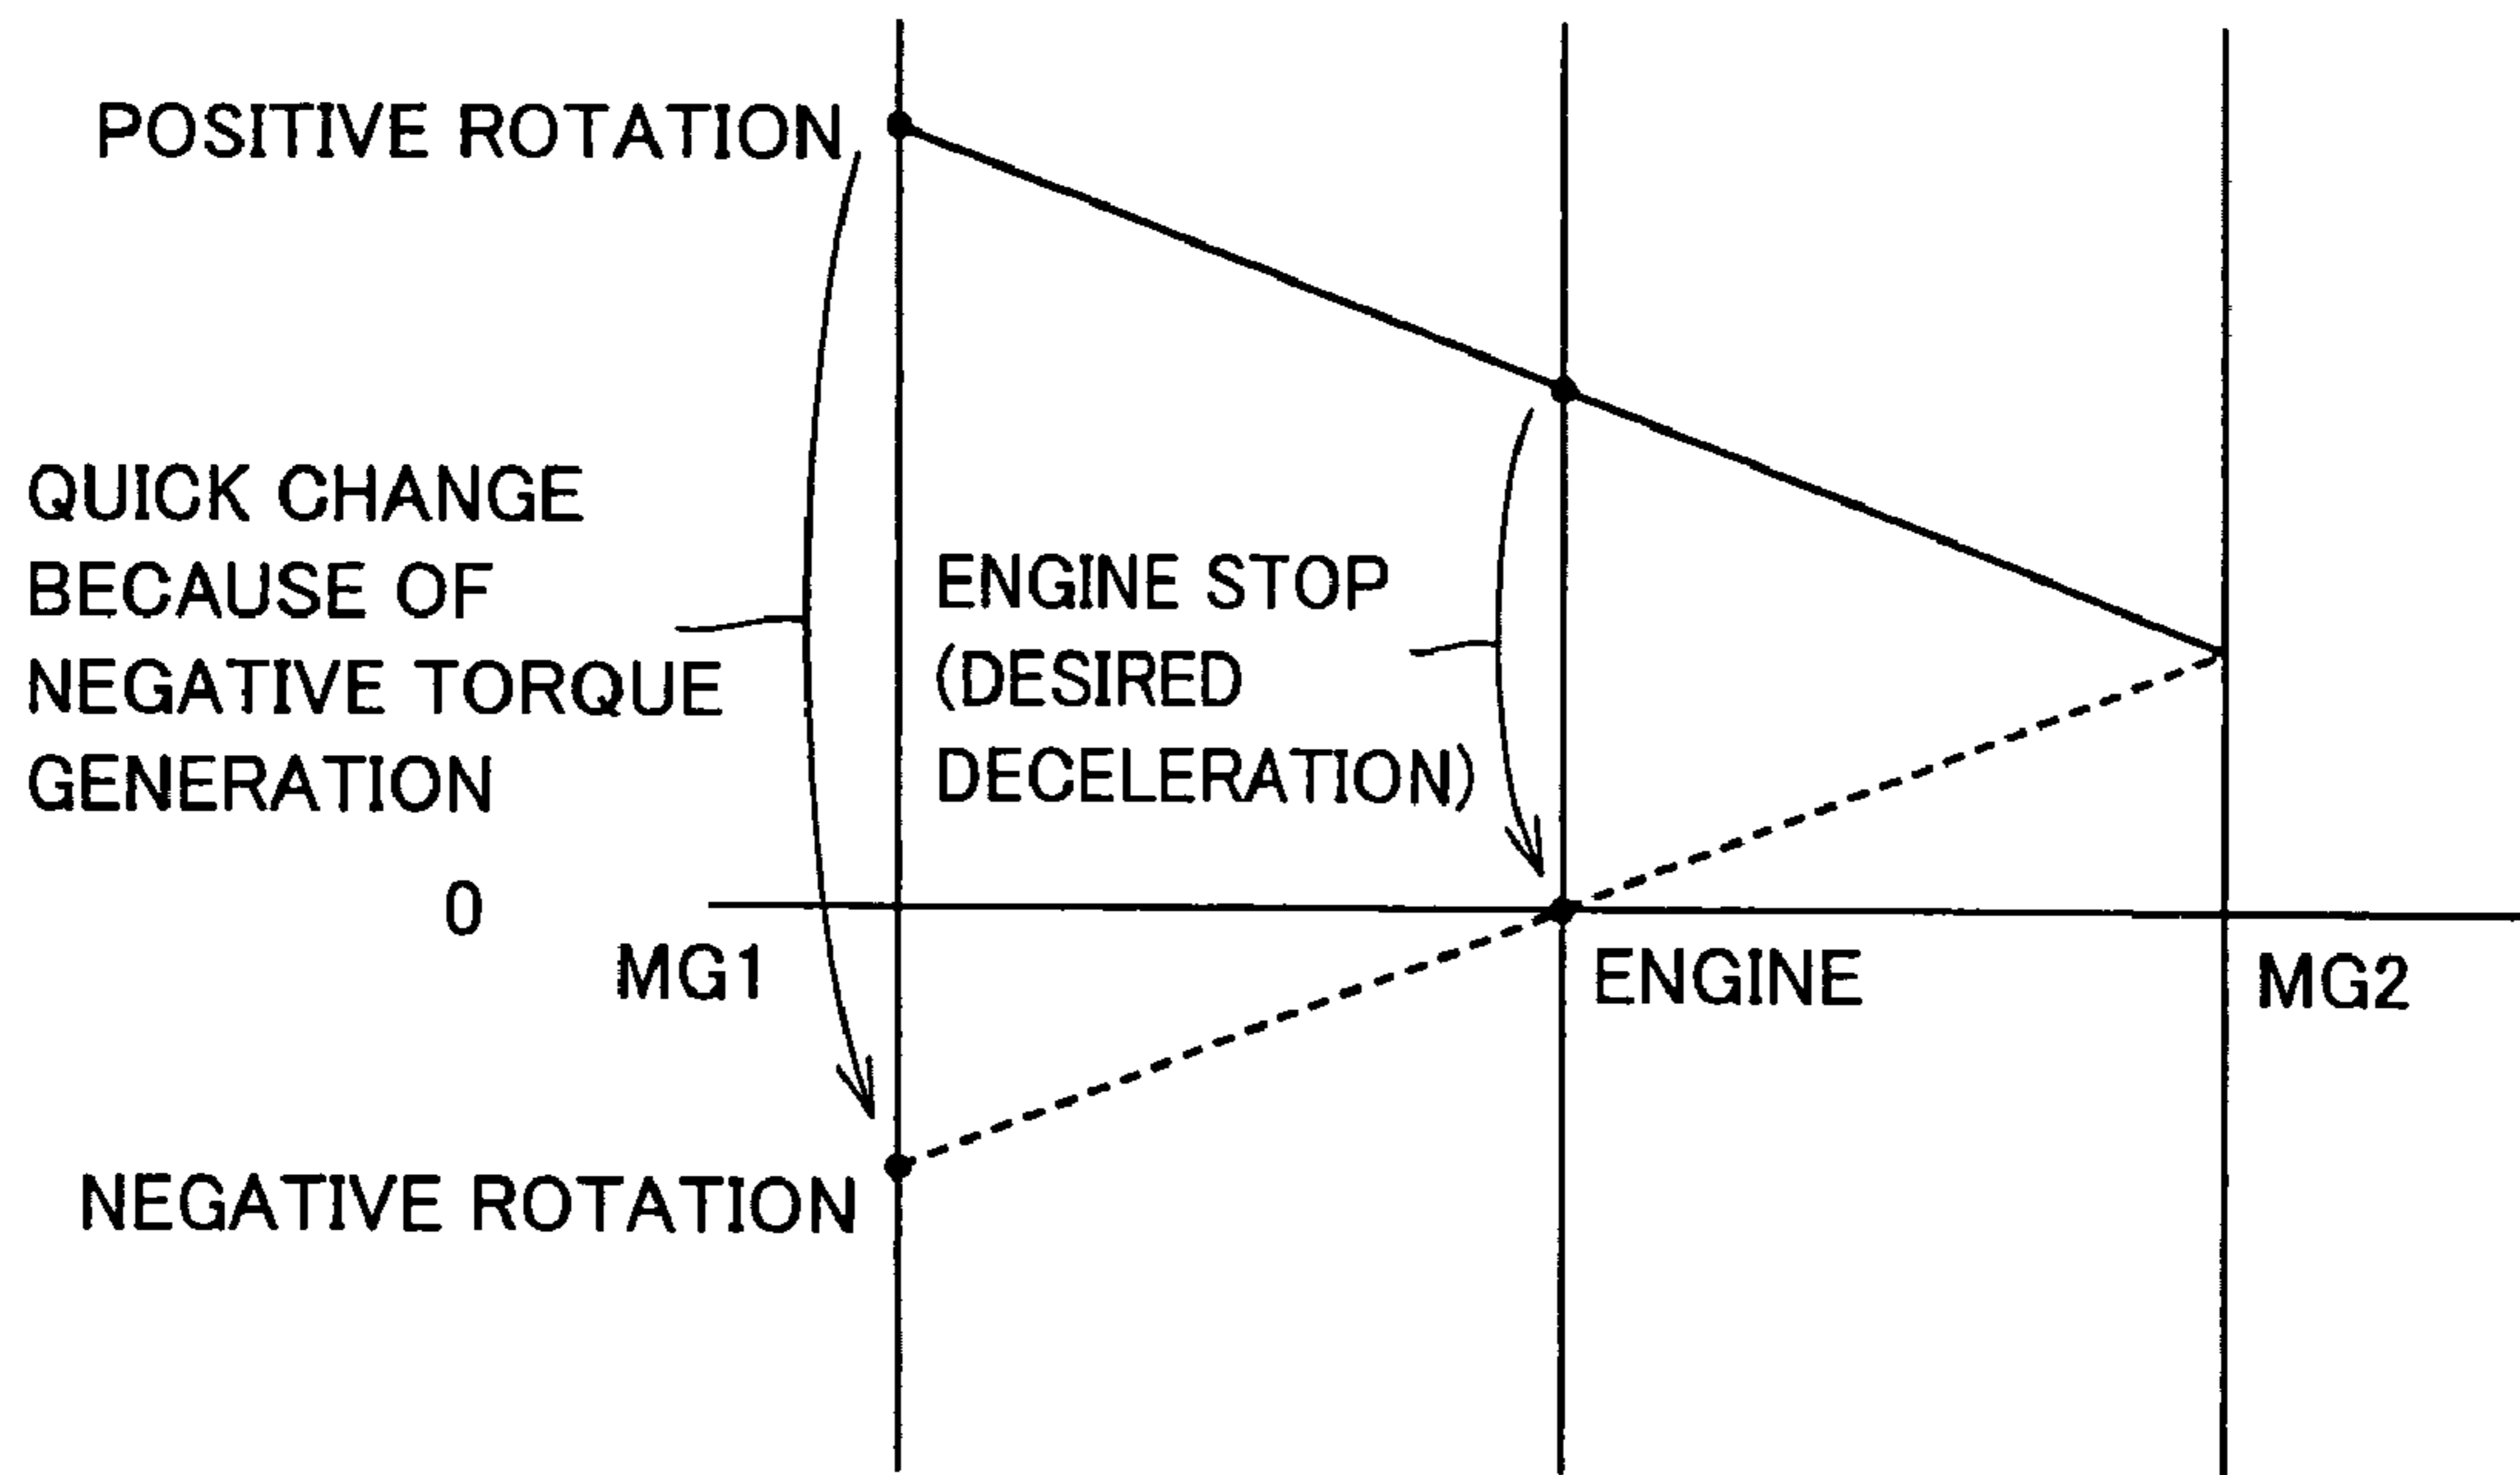 POSITIVE ROTATION
QUICK CHANGE
BECAUSE OF
NEGATIVE TORQUE
GENERATION
ENGINE STOP
(DESIRED
DECELERATION)
0
MG1
ENGINE
MG2
NEGATIVE ROTATION